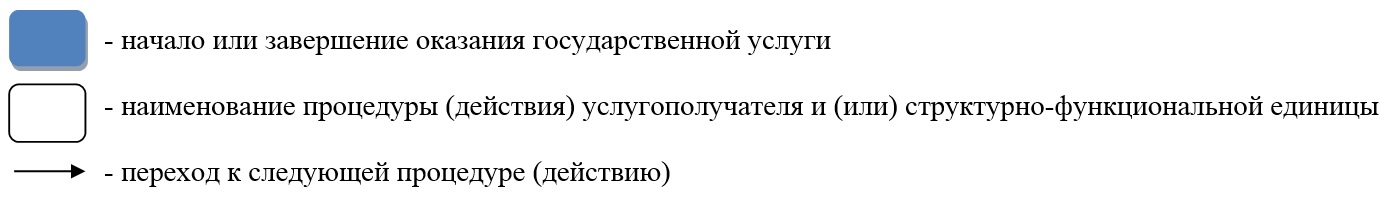 - начало или завершение оказания государственной услуги
- наименование процедуры (действия) услугополучателя и (или) структурно-функциональной единицы
- переход к следующей процедуре (действию)